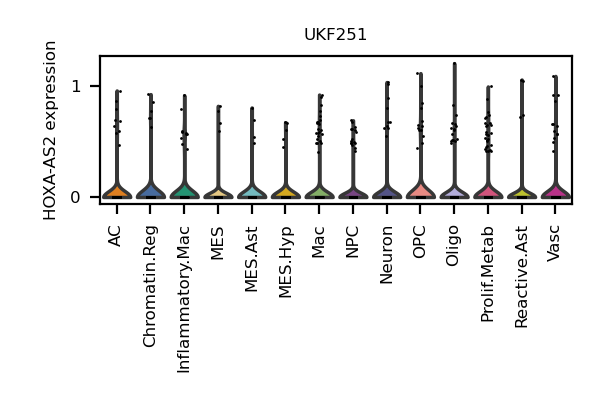 UKF251
HOXA-AS2 expression
1
0
AC
Chromatin.Reg
Inflammatory.Mac
MES
MES.Ast
MES.Hyp
Mac
NPC
Neuron
OPC
Oligo
Prolif.Metab
Reactive.Ast
Vasc